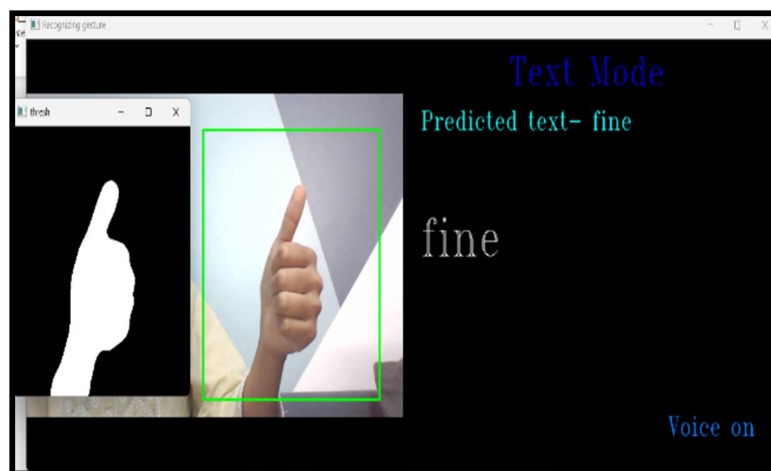 Recognizing gesture
Text Mode
thresh
Predicted text- fine
fine
Voice on